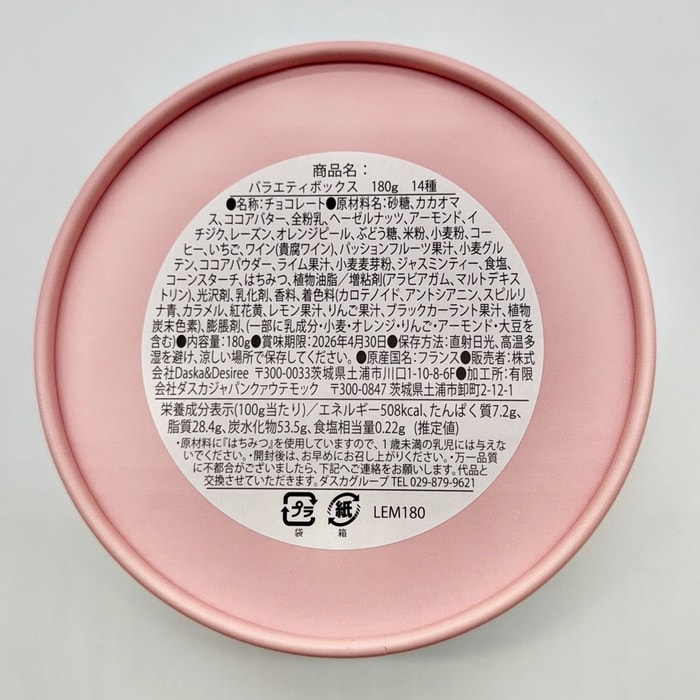 商品名：
バラエティボックス　180g　14種
●名称:チョコレート●原材料名:砂糖、カカオマ
ス、ココアバター、全粉乳、ヘーゼルナッツ、アーモンド、イ
チジク、レーズン、オレンジピール、ぶどう糖、米粉、小麦粉、コー
ヒー、いちご、ワイン(貴腐ワイン)、パッションフルーツ果汁、小麦グル
テン、ココアパウダー、ライム果汁、小麦麦芽粉、ジャスミンティー、食塩、
コーンスターチ、はちみつ、植物油脂／増粘剤(アラビアガム、マルトデキス
トリン)、光沢剤、乳化剤、香料、着色料(カロテノイド、アントシアニン、スピルリ
ナ青、カラメル、紅花黄、レモン果汁、りんご果汁、ブラックカーラント果汁、植物
炭末色素)、膨脹剤、(一部に乳成分・小麦・オレンジ・りんご・アーモンド・大豆を
含む)●内容量:180g●賞味期限:2026年4月30日●保存方法:直射日光、高温多
湿を避け、涼しい場所で保存してください。●原産国名:フランス●販売者:株式
会社Daska&Desiree 〒300-0033茨城県土浦市川口1-10-8-6F●加工所:有限
会社ダスカジャパンクァウテモック　〒300-0847 茨城県土浦市卸町2-12-1
栄養成分表示(100g当たり)／エネルギー508kcal、たんぱく質7.2g、
脂質28.4g、炭水化物53.5g、食塩相当量0.22g（推定値）
・原材料に『はちみつ』を使用していますので、１歳未満の乳児には与えな
いでください。・開封後は、お早めにお召し上がりください。・万一品質
に不都合がございましたら、下記へご連絡をお願いします。代品と
交換させていただきます。ダスカグループ TEL 029-879-9621
プラ 紙 LEM180
袋 箱